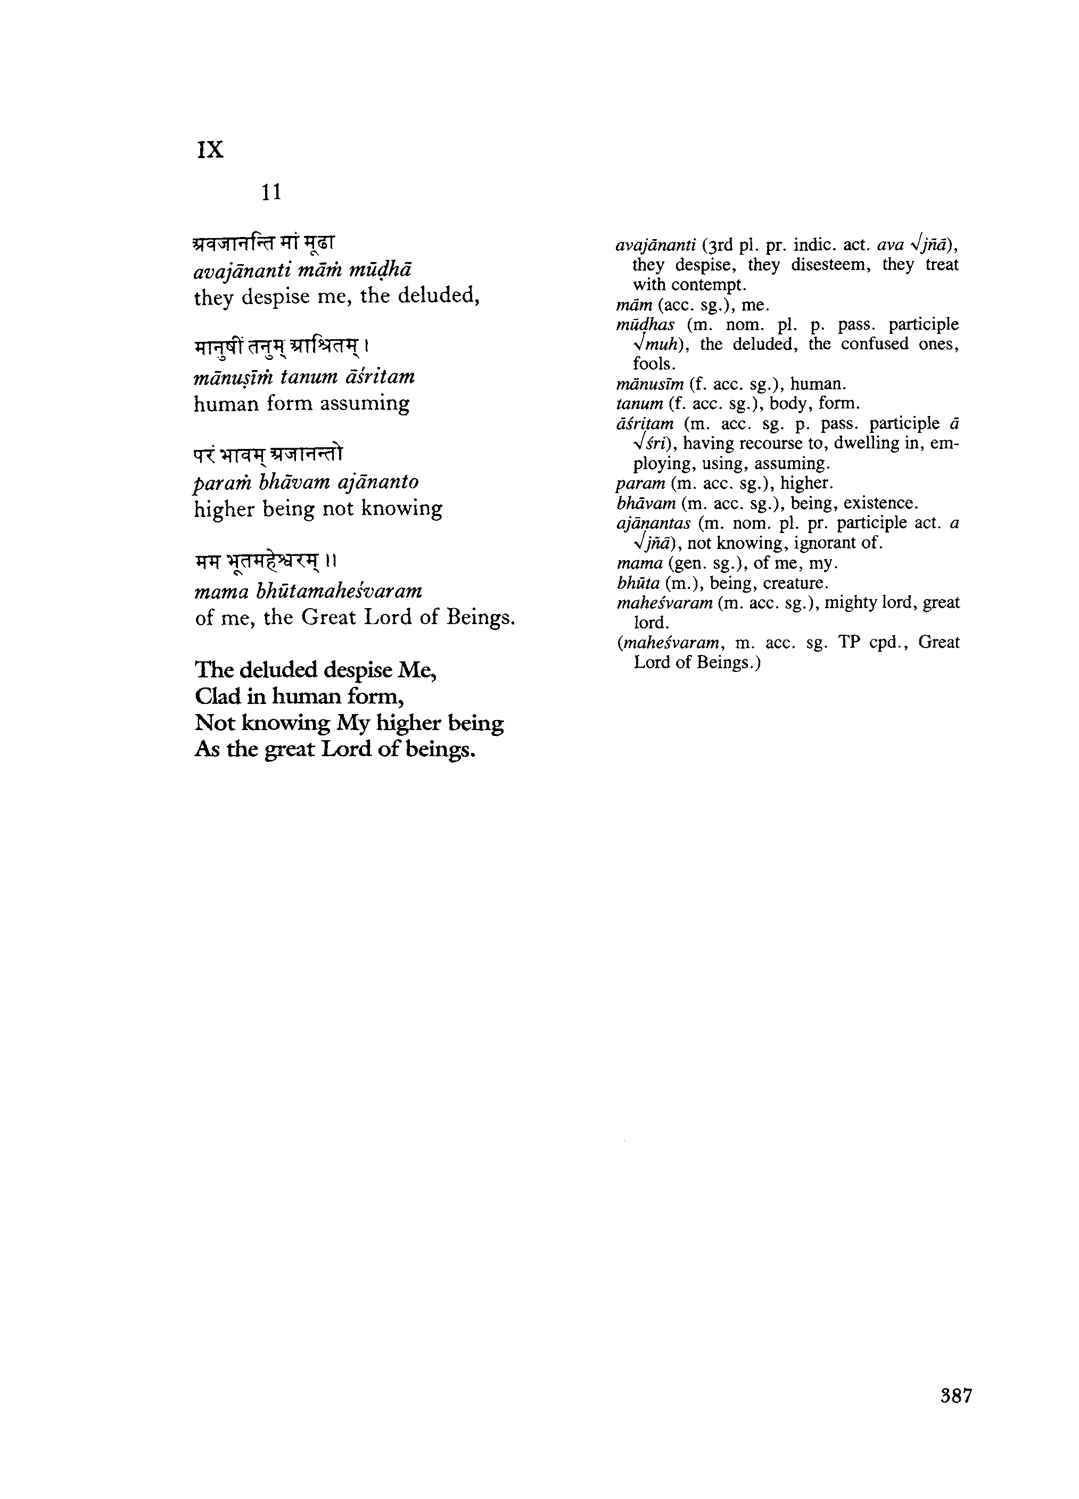 IX
11
अवजानन्ति मां मूढा
avajānanti māṁ mūḍhā
they despise me, the deluded,
मानुषीं तनुम् आश्रितम् ।
mānuṣīṁ tanum āśritam
human form assuming
परं भावम् अजानन्तो
paraṁ bhāvam ajānanto
higher being not knowing
मम भूतमहेश्वरम् ॥
mama bhūtamaheśvaram
of me, the Great Lord of Beings.
The deluded despise Me,
Clad in human form,
Not knowing My higher being
As the great Lord of beings.
avajānanti (3rd pl. pr. indic. act. ava √jñā),
they despise, they disesteem, they treat
with contempt.
mām (acc. sg.), me.
mūḍhas (m. nom. pl. p. pass. participle
√muh), the deluded, the confused ones,
fools.
mānusīm (f. acc. sg.), human.
tanum (f. acc. sg.), body, form.
āśritam (m. acc. sg. p. pass. participle ā
√śri), having recourse to, dwelling in, em-
ploying, using, assuming.
param (m. acc. sg.), higher.
bhāvam (m. acc. sg.), being, existence.
ajānantas (m. nom. pl. pr. participle act. a
√jñā), not knowing, ignorant of.
mama (gen. sg.), of me, my.
bhūta (m.), being, creature.
maheśvaram (m. acc. sg.), mighty lord, great
lord.
(maheśvaram, m. acc. sg. TP cpd., Great
Lord of Beings.)
387